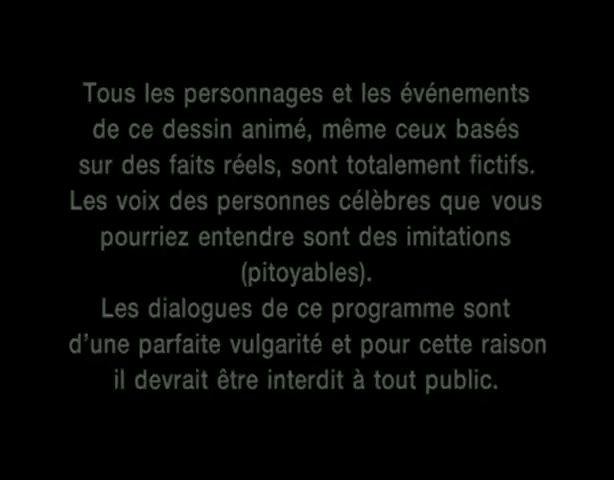 Tous les personnages et les événements
de ce dessin animé, même ceux basés
sur des faits réels, sont totalement fictifs.
Les voix des personnes célèbres que vous
pourriez entendre sont des imitations
(pitoyables).
Les dialogues de ce programme sont
d'une parfaite vulgarité et pour cette raison
il devrait être interdit à tout public.